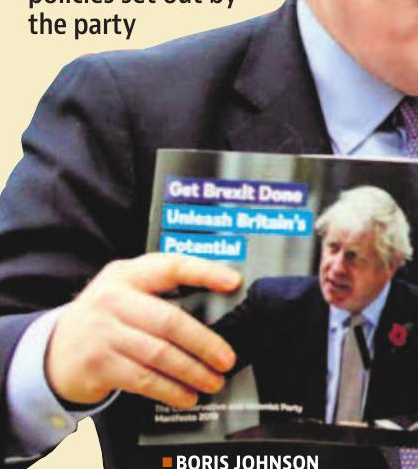 policies set out by
the party
Get Brexit Done
Unleash Britain's
Potential
The Conservative and Unionist Party
Manifesto 2019
■ BORIS JOHNSON